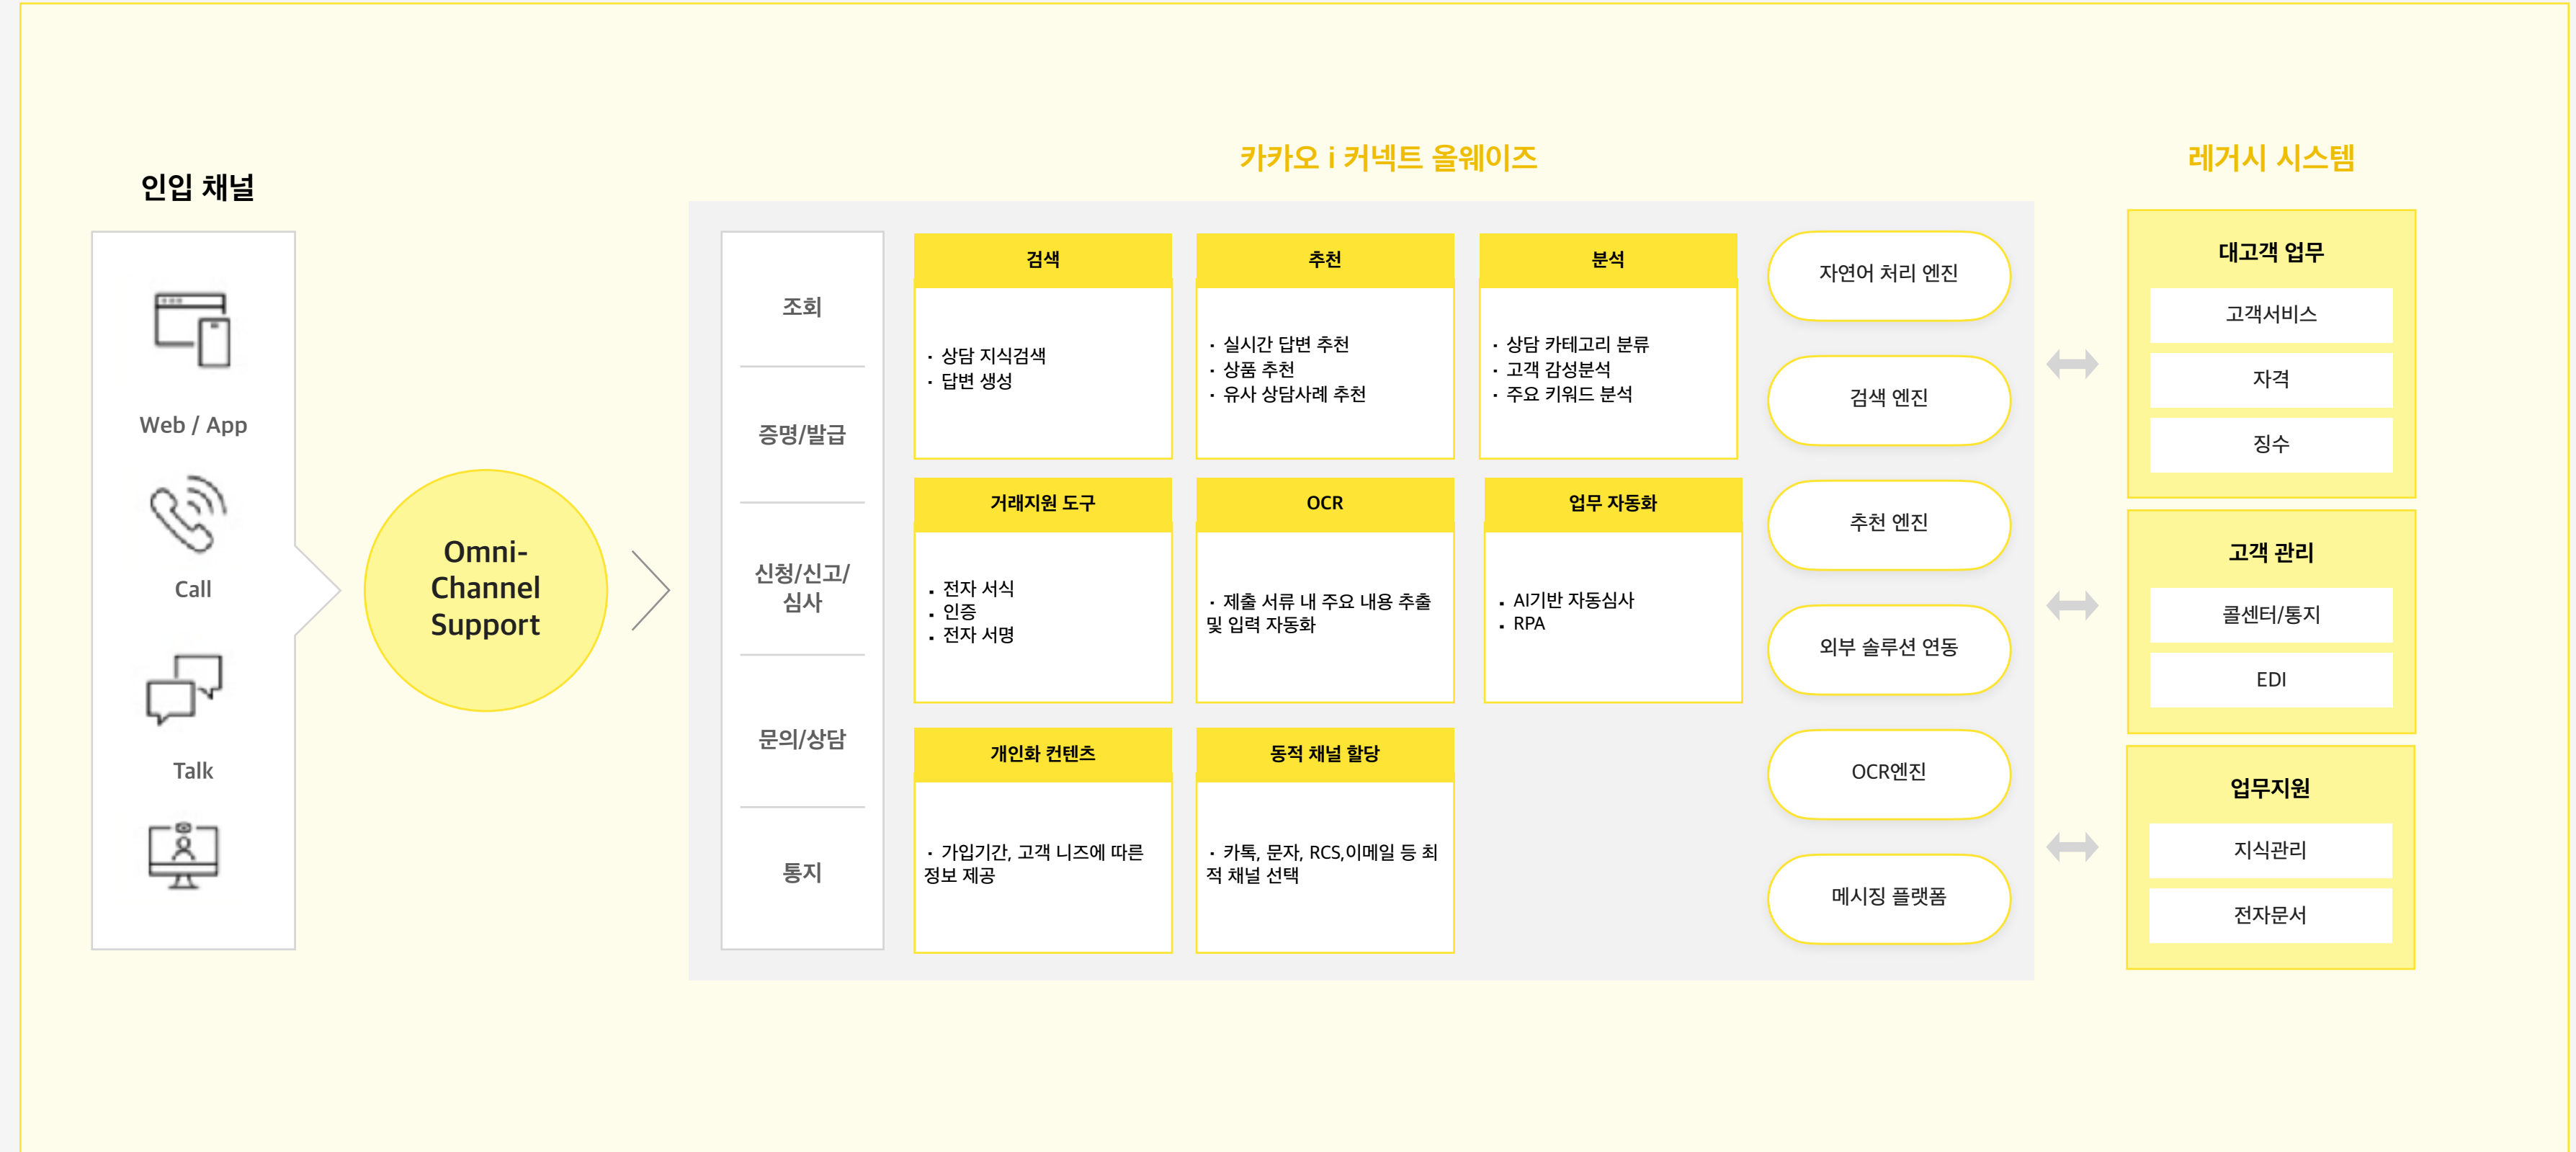 인입 채널
Web / App
Call
Talk
Omni-
Channel
Support
카카오 i 커넥트 올웨이즈
조회
증명/발급
신청/신고/
심사
문의/상담
통지
검색
· 상담 지식검색
· 답변 생성
추천
· 실시간 답변 추천
· 상품 추천
· 유사 상담사례 추천
분석
· 상담 카테고리 분류
· 고객 감성분석
· 주요 키워드 분석
거래지원 도구
· 전자 서식
· 인증
· 전자 서명
OCR
· 제출 서류 내 주요 내용 추출
및 입력 자동화
업무 자동화
· AI기반 자동심사
· RPA
개인화 컨텐츠
· 가입기간, 고객 니즈에 따른
정보 제공
동적 채널 할당
· 카톡, 문자, RCS,이메일 등 최
적 채널 선택
자연어 처리 엔진
검색 엔진
추천 엔진
외부 솔루션 연동
OCR엔진
메시징 플랫폼
레거시 시스템
대고객 업무
고객서비스
자격
징수
고객 관리
콜센터/통지
EDI
업무지원
지식관리
전자문서